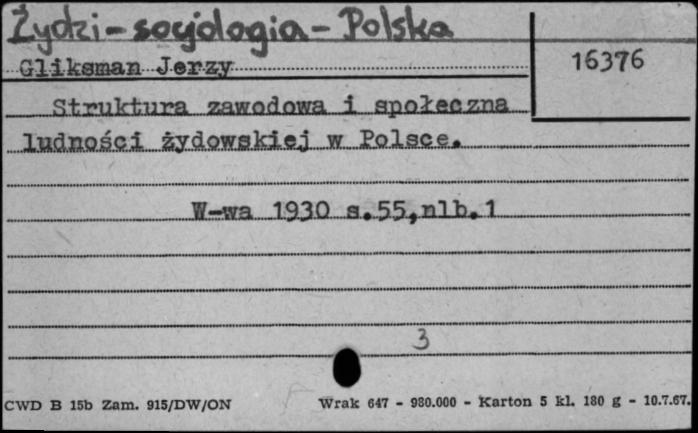 Żydzi - socjologia - Polska
Gliksman Jerzy
16376
Struktura zawodowa i społeczna
ludności żydowskiej w Polsce.
W-wa 1930 s.55,nlb.1
3
CWD B 15b Zam. 915/DW/ON
Wrak 647 - 980.000 - Karton 5 kl. 180 g - 10.7.67.